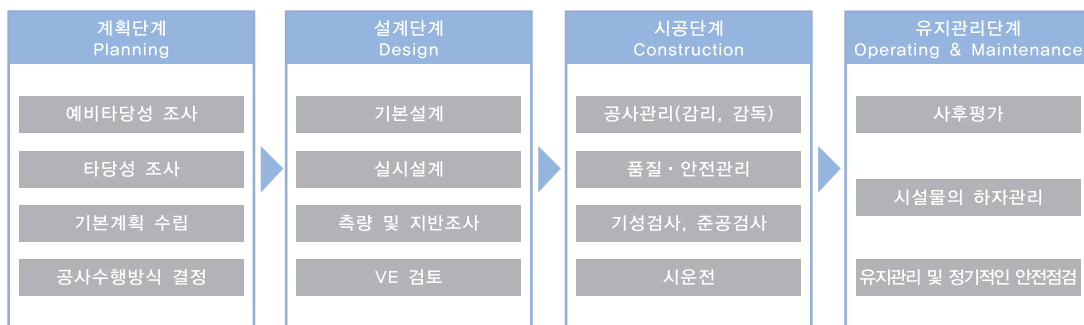 계획단계
Planning
예비타당성 조사
타당성 조사
기본계획 수립
공사수행방식 결정
설계단계
Design
기본설계
실시설계
측량 및 지반조사
VE 검토
시공단계
Construction
공사관리(감리, 감독)
품질·안전관리
기성검사, 준공검사
시운전
유지관리단계
Operating & Maintenance
사후평가
시설물의 하자관리
유지관리 및 정기적인 안전점검